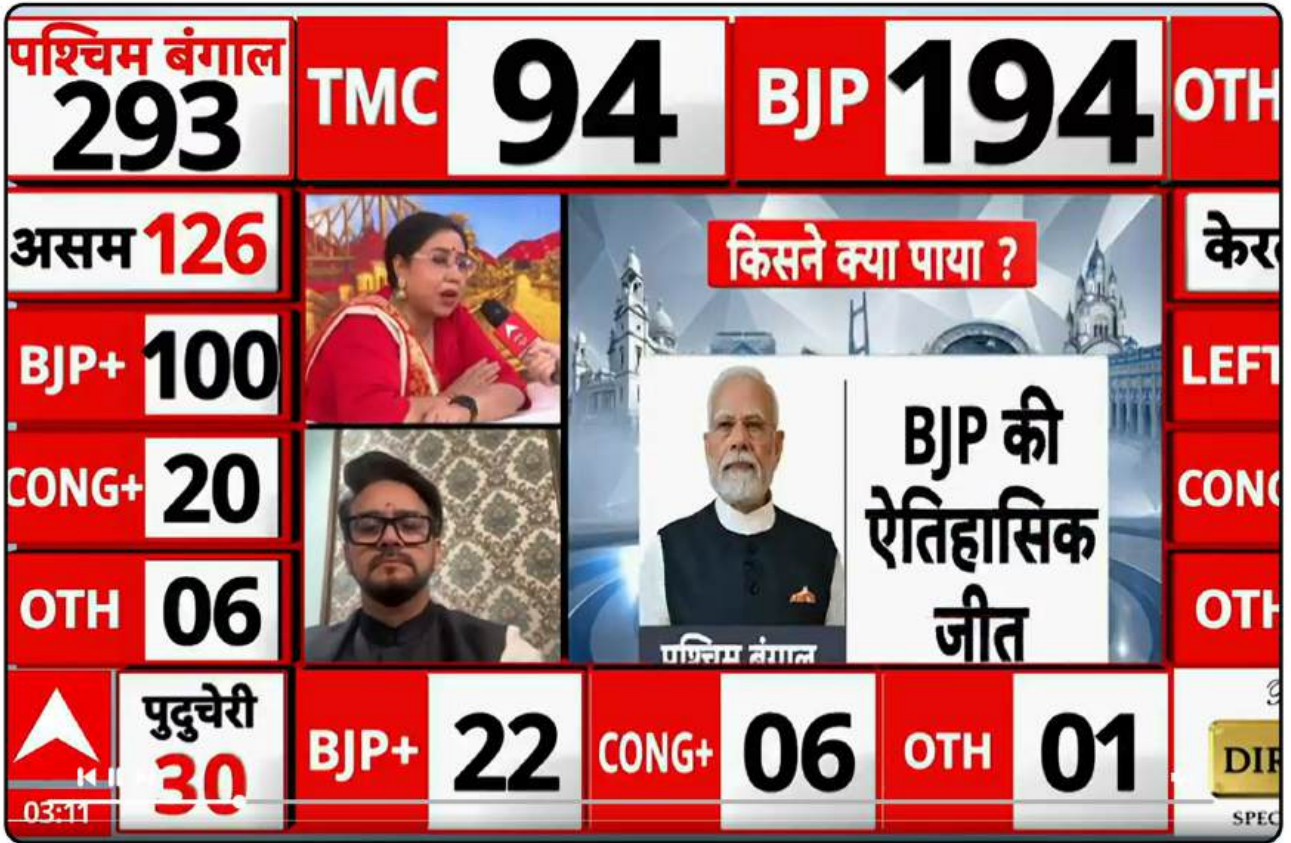 पश्चिम बंगाल
293
TMC 94
BJP 194
OTH
असम 126
BJP+ 100
CONG+ 20
OTH 06
किसने क्या पाया ?
BJP की
ऐतिहासिक
जीत
पश्चिम बंगाल
LEFT
OTH
पुदुचेरी
30
BJP+ 22
CONG+ 06
OTH 01
03:11